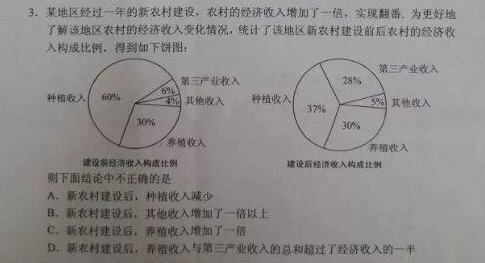 3. 某地区经过一年的新农村建设，农村的经济收入增加了一倍，实现翻番. 为更好地
了解该地区农村的经济收入变化情况，统计了该地区新农村建设前后农村的经济收
入构成比例，得到如下饼图：
第三产业收入
6%
种植收入
60%
4%
其他收入
30%
养殖收入
建设前经济收入构成比例
第三产业收入
28%
种植收入
37%
5%
其他收入
30%
养殖收入
建设后经济收入构成比例
则下面结论中不正确的是
A. 新农村建设后，种植收入减少
B. 新农村建设后，其他收入增加了一倍以上
C. 新农村建设后，养殖收入增加了一倍
D. 新农村建设后，养殖收入与第三产业收入的总和超过了经济收入的一半